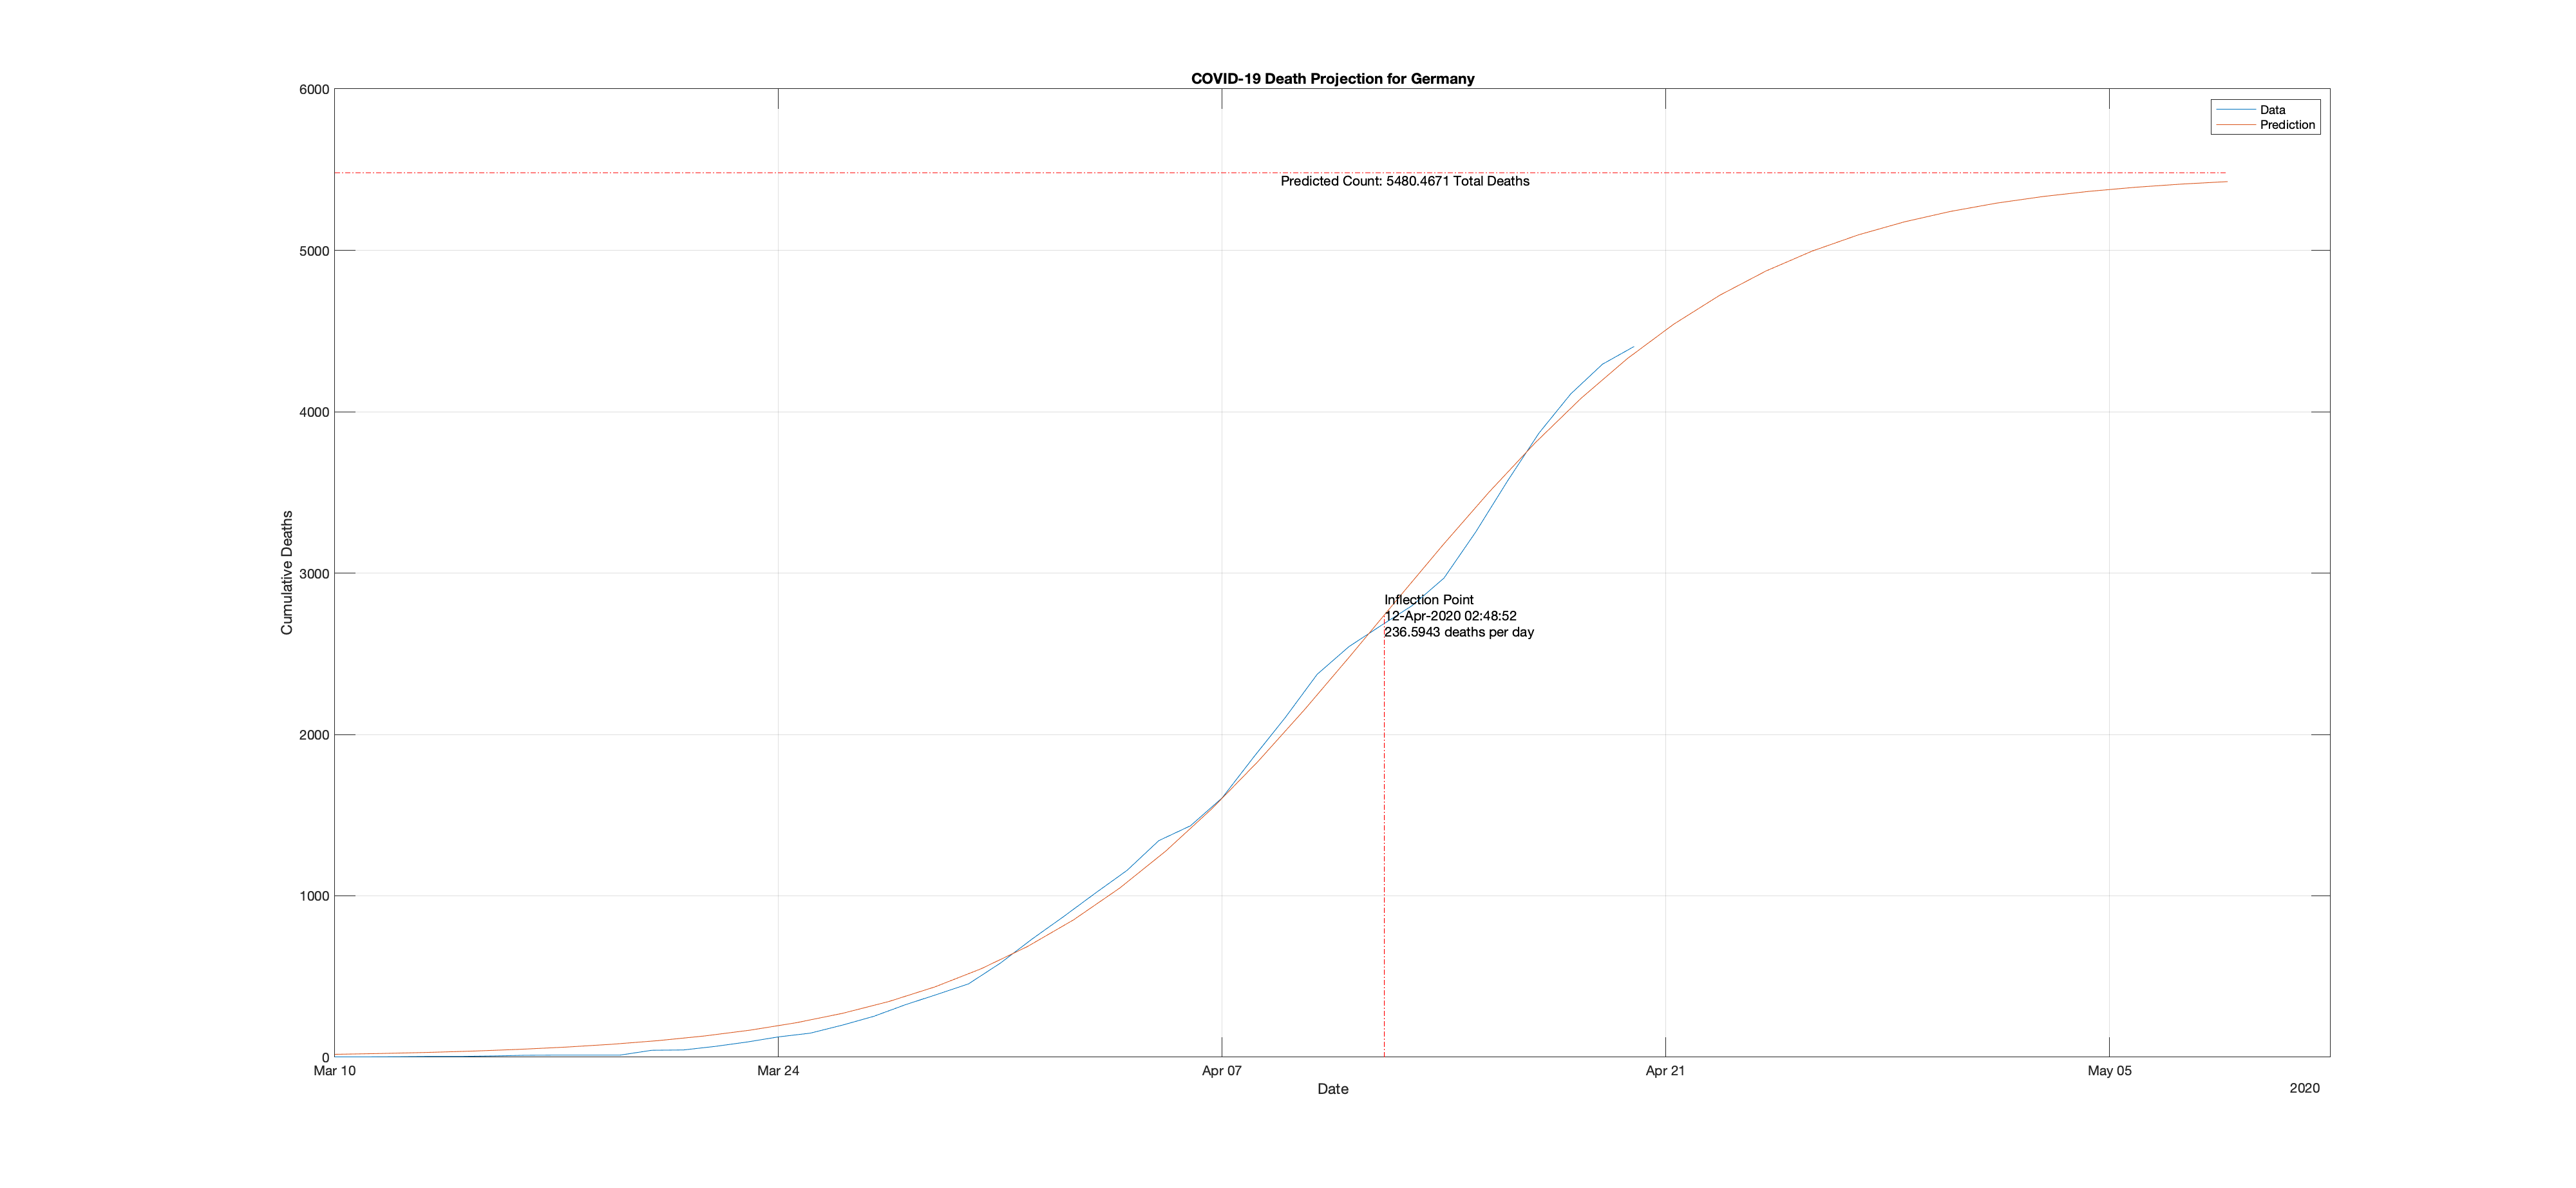 COVID-19 Death Projection for Germany
6000
Data
Prediction
Predicted Count: 5480.4671 Total Deaths
5000
4000
Cumulative Deaths
3000
Inflection Point
12-Apr-2020 02:48:52
236.5943 deaths per day
2000
1000
0
Mar 10
Mar 24
Apr 07
Apr 21
May 05
Date
2020